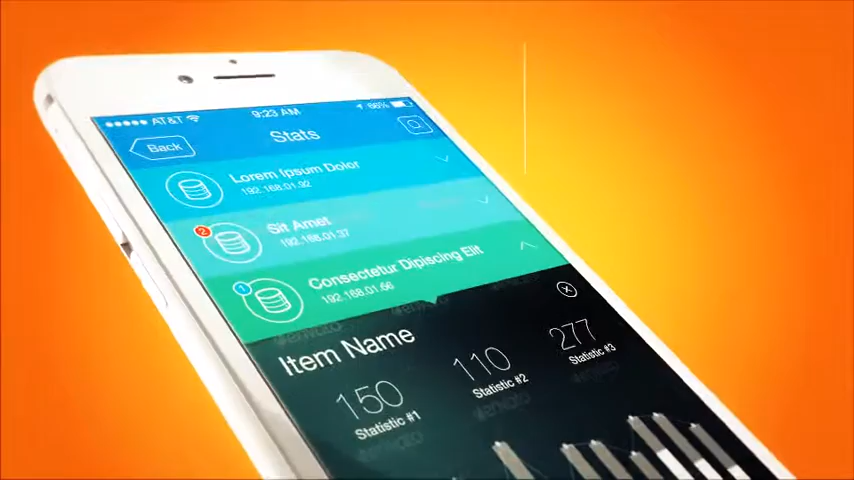 AT&T
9:23 AM
66%
Back
Stats
Lorem Ipsum Dolor
192.168.01.92
2
Sit Amet
192.168.01.37
1
Consectetur Dipiscing Elit
192.168.01.66
Item Name
150
Statistic #1
110
Statistic #2
277
Statistic #3
envato